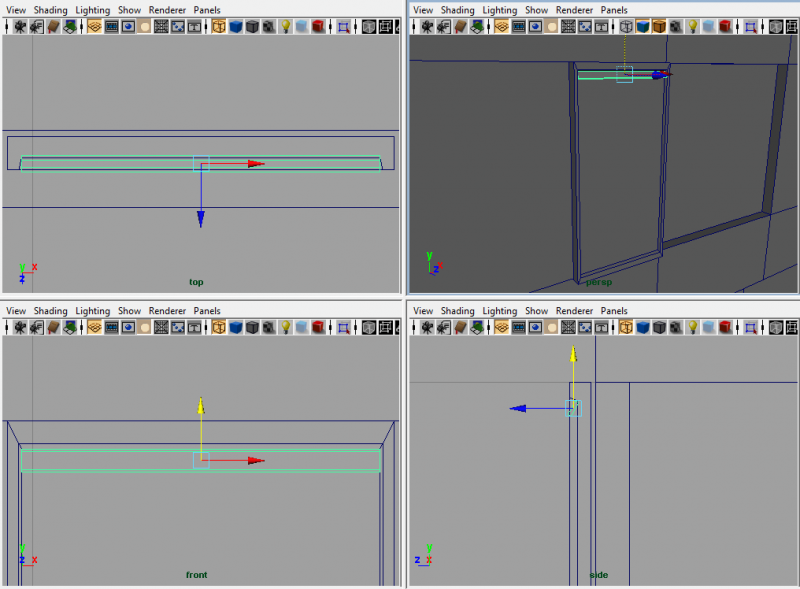 View Shading Lighting Show Renderer Panels
View Shading Lighting Show Renderer Panels
y x
z
top
y
z x
persp
View Shading Lighting Show Renderer Panels
View Shading Lighting Show Renderer Panels
y
z x
front
y
z x
side